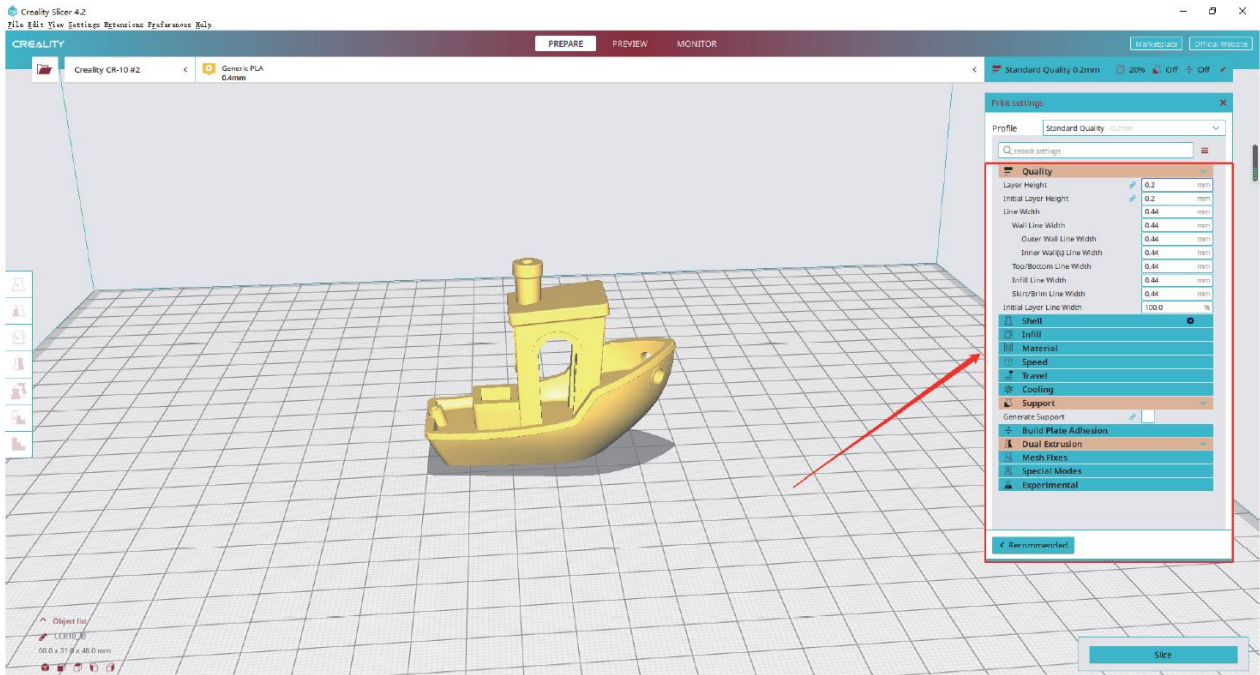 Creality Slicer 4.2
File Edit View Settings Extensions Preferences Help
CREALITY
PREPARE PREVIEW MONITOR
Marketplace Official Website
Creality CR-10 #2
Generic PLA
0.4mm
Standard Quality 0.2mm 20% Off Off
Print settings
Profile Standard Quality - 0.2mm
search settings
Quality
Layer Height 0.2 mm
Initial Layer Height 0.2 mm
Line Width 0.44 mm
Wall Line Width 0.44 mm
Outer Wall Line Width 0.44 mm
Inner Wall(s) Line Width 0.44 mm
Top/Bottom Line Width 0.44 mm
Infill Line Width 0.44 mm
Skirt/Brim Line Width 0.44 mm
Initial Layer Line Width 100.0 %
Shell
Infill
Material
Speed
Travel
Cooling
Support
Generate Support
Build Plate Adhesion
Dual Extrusion
Mesh Fixes
Special Modes
Experimental
Recommended
Object list
60.0 x 31.0 x 48.0 mm
Slice